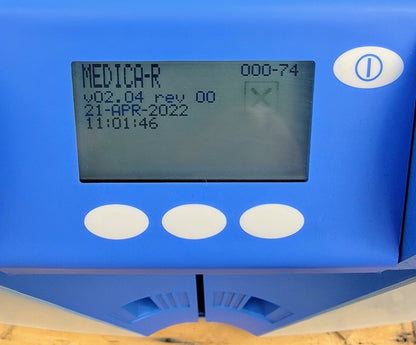 MEDICA-R 000-74
v02.04 rev 00
21-APR-2022
11:01:46